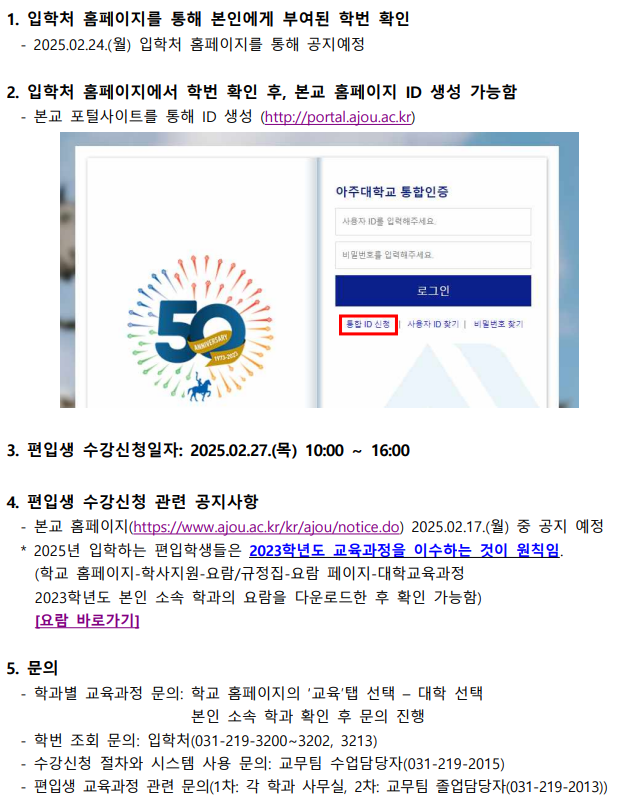 1. 입학처 홈페이지를 통해 본인에게 부여된 학번 확인
- 2025.02.24.(월) 입학처 홈페이지를 통해 공지예정
2. 입학처 홈페이지에서 학번 확인 후, 본교 홈페이지 ID 생성 가능함
- 본교 포털사이트를 통해 ID 생성 (http://portal.ajou.ac.kr)
아주대학교 통합인증
사용자 ID를 입력해주세요.
비밀번호를 입력해주세요.
로그인
통합 ID 신청 | 사용자 ID 찾기 | 비밀번호 찾기
50
ANNIVERSARY
1973-2023
3. 편입생 수강신청일자: 2025.02.27.(목) 10:00 ~ 16:00
4. 편입생 수강신청 관련 공지사항
- 본교 홈페이지(https://www.ajou.ac.kr/kr/ajou/notice.do) 2025.02.17.(월) 중 공지 예정
* 2025년 입학하는 편입학생들은 2023학년도 교육과정을 이수하는 것이 원칙임.
(학교 홈페이지-학사지원-요람/규정집-요람 페이지-대학교육과정
2023학년도 본인 소속 학과의 요람을 다운로드한 후 확인 가능함)
[요람 바로가기]
5. 문의
- 학과별 교육과정 문의: 학교 홈페이지의 '교육'탭 선택 – 대학 선택
본인 소속 학과 확인 후 문의 진행
- 학번 조회 문의: 입학처(031-219-3200~3202, 3213)
- 수강신청 절차와 시스템 사용 문의: 교무팀 수업담당자(031-219-2015)
- 편입생 교육과정 관련 문의(1차: 각 학과 사무실, 2차: 교무팀 졸업담당자(031-219-2013))